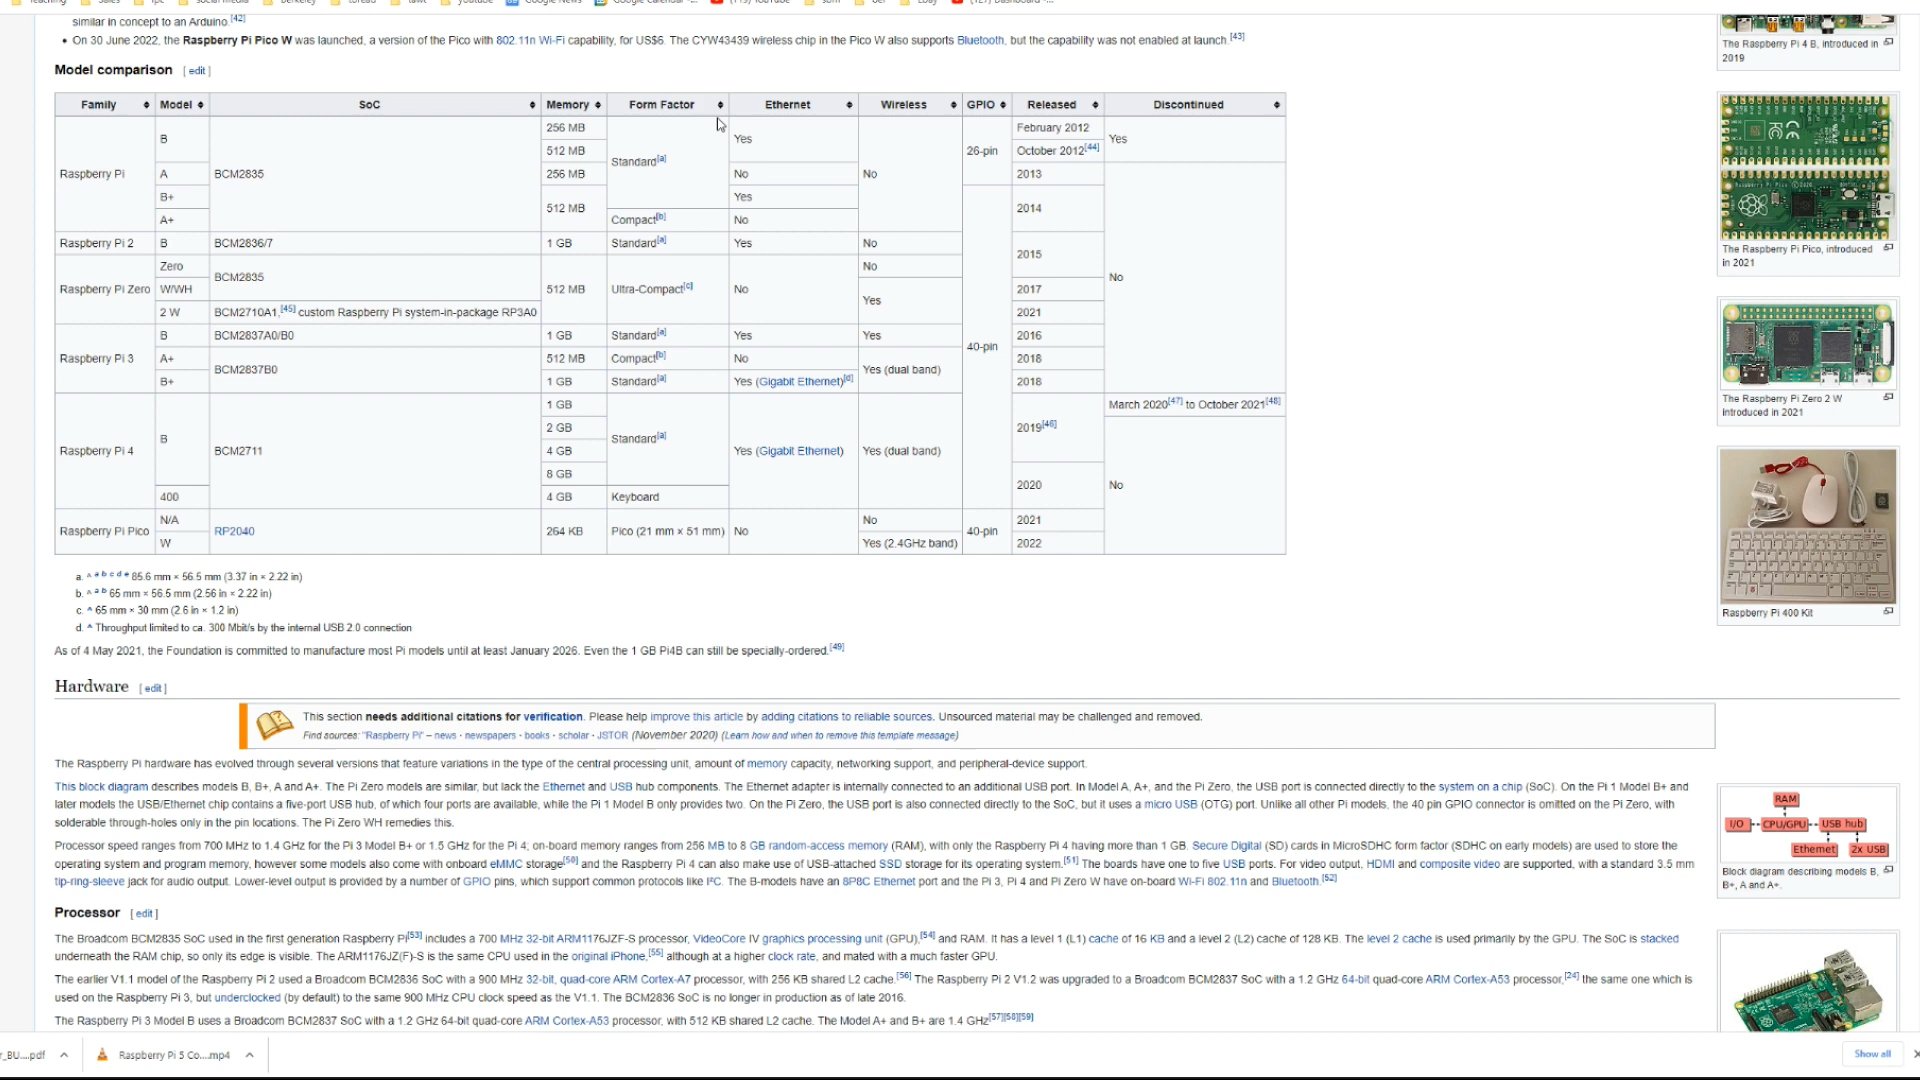 similar in concept to an Arduino.[42]
• On 30 June 2022, the Raspberry Pi Pico W was launched, a version of the Pico with 802.11n Wi-Fi capability, for US$6. The CYW43439 wireless chip in the Pico W also supports Bluetooth, but the capability was not enabled at launch.[43]
Model comparison [ edit ]
Family Model SoC Memory Form Factor Ethernet Wireless GPIO Released Discontinued
Raspberry Pi B BCM2835 256 MB Standard[a] Yes No 26-pin February 2012 Yes
512 MB October 2012[44]
A 256 MB No 2013 No
B+ 512 MB Yes 40-pin 2014
A+ Compact[b] No
Raspberry Pi 2 B BCM2836/7 1 GB Standard[a] Yes No 2015
Raspberry Pi Zero Zero BCM2835 512 MB Ultra-Compact[c] No No
W/WH Yes 2017
2 W BCM2710A1,[45] custom Raspberry Pi system-in-package RP3A0 2021
Raspberry Pi 3 B BCM2837A0/B0 1 GB Standard[a] Yes Yes 2016
A+ BCM2837B0 512 MB Compact[b] No Yes (dual band) 2018
B+ 1 GB Standard[a] Yes (Gigabit Ethernet)[d] 2018
Raspberry Pi 4 B BCM2711 1 GB Standard[a] Yes (Gigabit Ethernet) Yes (dual band) 2019[46] March 2020[47] to October 2021[48]
2 GB No
4 GB
8 GB 2020
400 4 GB Keyboard
Raspberry Pi Pico N/A RP2040 264 KB Pico (21 mm × 51 mm) No No 40-pin 2021
W Yes (2.4GHz band) 2022
a. ^ a b c d e 85.6 mm × 56.5 mm (3.37 in × 2.22 in)
b. ^ a b 65 mm × 56.5 mm (2.56 in × 2.22 in)
c. ^ 65 mm × 30 mm (2.6 in × 1.2 in)
d. ^ Throughput limited to ca. 300 Mbit/s by the internal USB 2.0 connection
As of 4 May 2021, the Foundation is committed to manufacture most Pi models until at least January 2026. Even the 1 GB Pi4B can still be specially-ordered.[49]
Hardware [ edit ]
This section needs additional citations for verification. Please help improve this article by adding citations to reliable sources. Unsourced material may be challenged and removed.
Find sources: "Raspberry Pi" – news · newspapers · books · scholar · JSTOR (November 2020) (Learn how and when to remove this template message)
The Raspberry Pi hardware has evolved through several versions that feature variations in the type of the central processing unit, amount of memory capacity, networking support, and peripheral-device support.
This block diagram describes models B, B+, A and A+. The Pi Zero models are similar, but lack the Ethernet and USB hub components. The Ethernet adapter is internally connected to an additional USB port. In Model A, A+, and the Pi Zero, the USB port is connected directly to the system on a chip (SoC). On the Pi 1 Model B+ and
later models the USB/Ethernet chip contains a five-port USB hub, of which four ports are available, while the Pi 1 Model B only provides two. On the Pi Zero, the USB port is also connected directly to the SoC, but it uses a micro USB (OTG) port. Unlike all other Pi models, the 40 pin GPIO connector is omitted on the Pi Zero, with
solderable through-holes only in the pin locations. The Pi Zero WH remedies this.
Processor speed ranges from 700 MHz to 1.4 GHz for the Pi 3 Model B+ or 1.5 GHz for the Pi 4; on-board memory ranges from 256 MB to 8 GB random-access memory (RAM), with only the Raspberry Pi 4 having more than 1 GB. Secure Digital (SD) cards in MicroSDHC form factor (SDHC on early models) are used to store the
operating system and program memory, however some models also come with onboard eMMC storage[50] and the Raspberry Pi 4 can also make use of USB-attached SSD storage for its operating system.[51] The boards have one to five USB ports. For video output, HDMI and composite video are supported, with a standard 3.5 mm
tip-ring-sleeve jack for audio output. Lower-level output is provided by a number of GPIO pins, which support common protocols like I²C. The B-models have an 8P8C Ethernet port and the Pi 3, Pi 4 and Pi Zero W have on-board Wi-Fi 802.11n and Bluetooth.[52]
Processor [ edit ]
The Broadcom BCM2835 SoC used in the first generation Raspberry Pi[53] includes a 700 MHz 32-bit ARM1176JZF-S processor, VideoCore IV graphics processing unit (GPU),[54] and RAM. It has a level 1 (L1) cache of 16 KB and a level 2 (L2) cache of 128 KB. The level 2 cache is used primarily by the GPU. The SoC is stacked
underneath the RAM chip, so only its edge is visible. The ARM1176JZ(F)-S is the same CPU used in the original iPhone,[55] although at a higher clock rate, and mated with a much faster GPU.
The earlier V1.1 model of the Raspberry Pi 2 used a Broadcom BCM2836 SoC with a 900 MHz 32-bit, quad-core ARM Cortex-A7 processor, with 256 KB shared L2 cache.[56] The Raspberry Pi 2 V1.2 was upgraded to a Broadcom BCM2837 SoC with a 1.2 GHz 64-bit quad-core ARM Cortex-A53 processor,[24] the same one which is
used on the Raspberry Pi 3, but underclocked (by default) to the same 900 MHz CPU clock speed as the V1.1. The BCM2836 SoC is no longer in production as of late 2016.
The Raspberry Pi 3 Model B uses a Broadcom BCM2837 SoC with a 1.2 GHz 64-bit quad-core ARM Cortex-A53 processor, with 512 KB shared L2 cache. The Model A+ and B+ are 1.4 GHz[57][58][59]
The Raspberry Pi 4 B, introduced in
2019
The Raspberry Pi Pico, introduced
in 2021
The Raspberry Pi Zero 2 W
introduced in 2021
Raspberry Pi 400 Kit
RAM
I/O CPU/GPU USB hub
Ethernet 2x USB
Block diagram describing models B,
B+, A and A+.
r_BU....pdf Raspberry Pi 5 Co....mp4 Show all